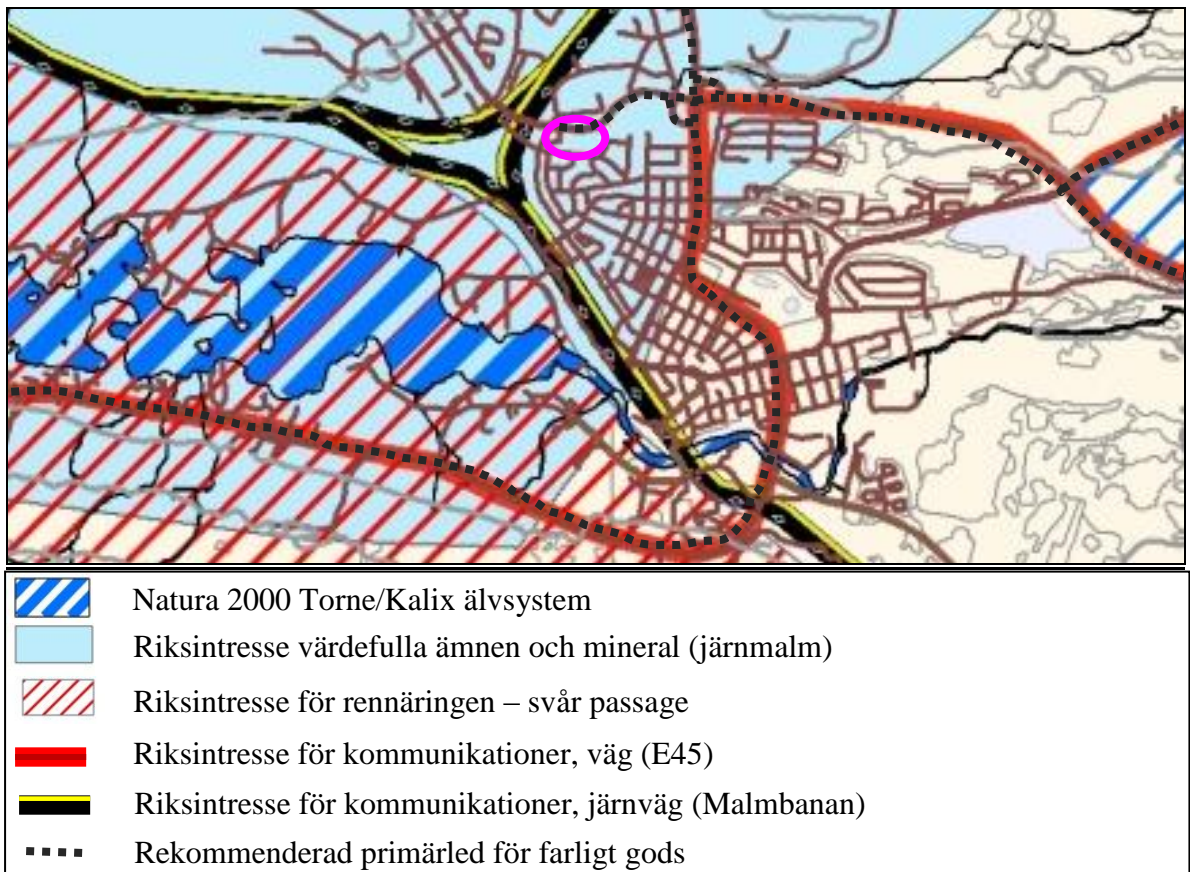 Natura 2000 Torne/Kalix älvsystem
Riksintresse värdefulla ämnen och mineral (järnmalm)
Riksintresse för rennäringen – svår passage
Riksintresse för kommunikationer, väg (E45)
Riksintresse för kommunikationer, järnväg (Malmbanan)
Rekommenderad primärled för farligt gods